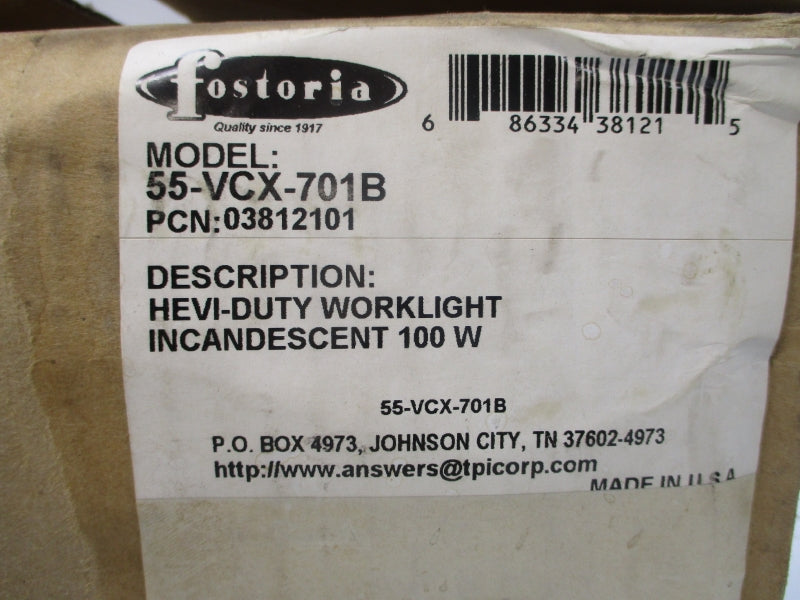 fostoria
Quality since 1917
6 86334 38121 5
MODEL:
55-VCX-701B
PCN:03812101
DESCRIPTION:
HEVI-DUTY WORKLIGHT
INCANDESCENT 100 W
55-VCX-701B
P.O. BOX 4973, JOHNSON CITY, TN 37602-4973
http://www.answers@tpicorp.com
MADE IN U.S.A.